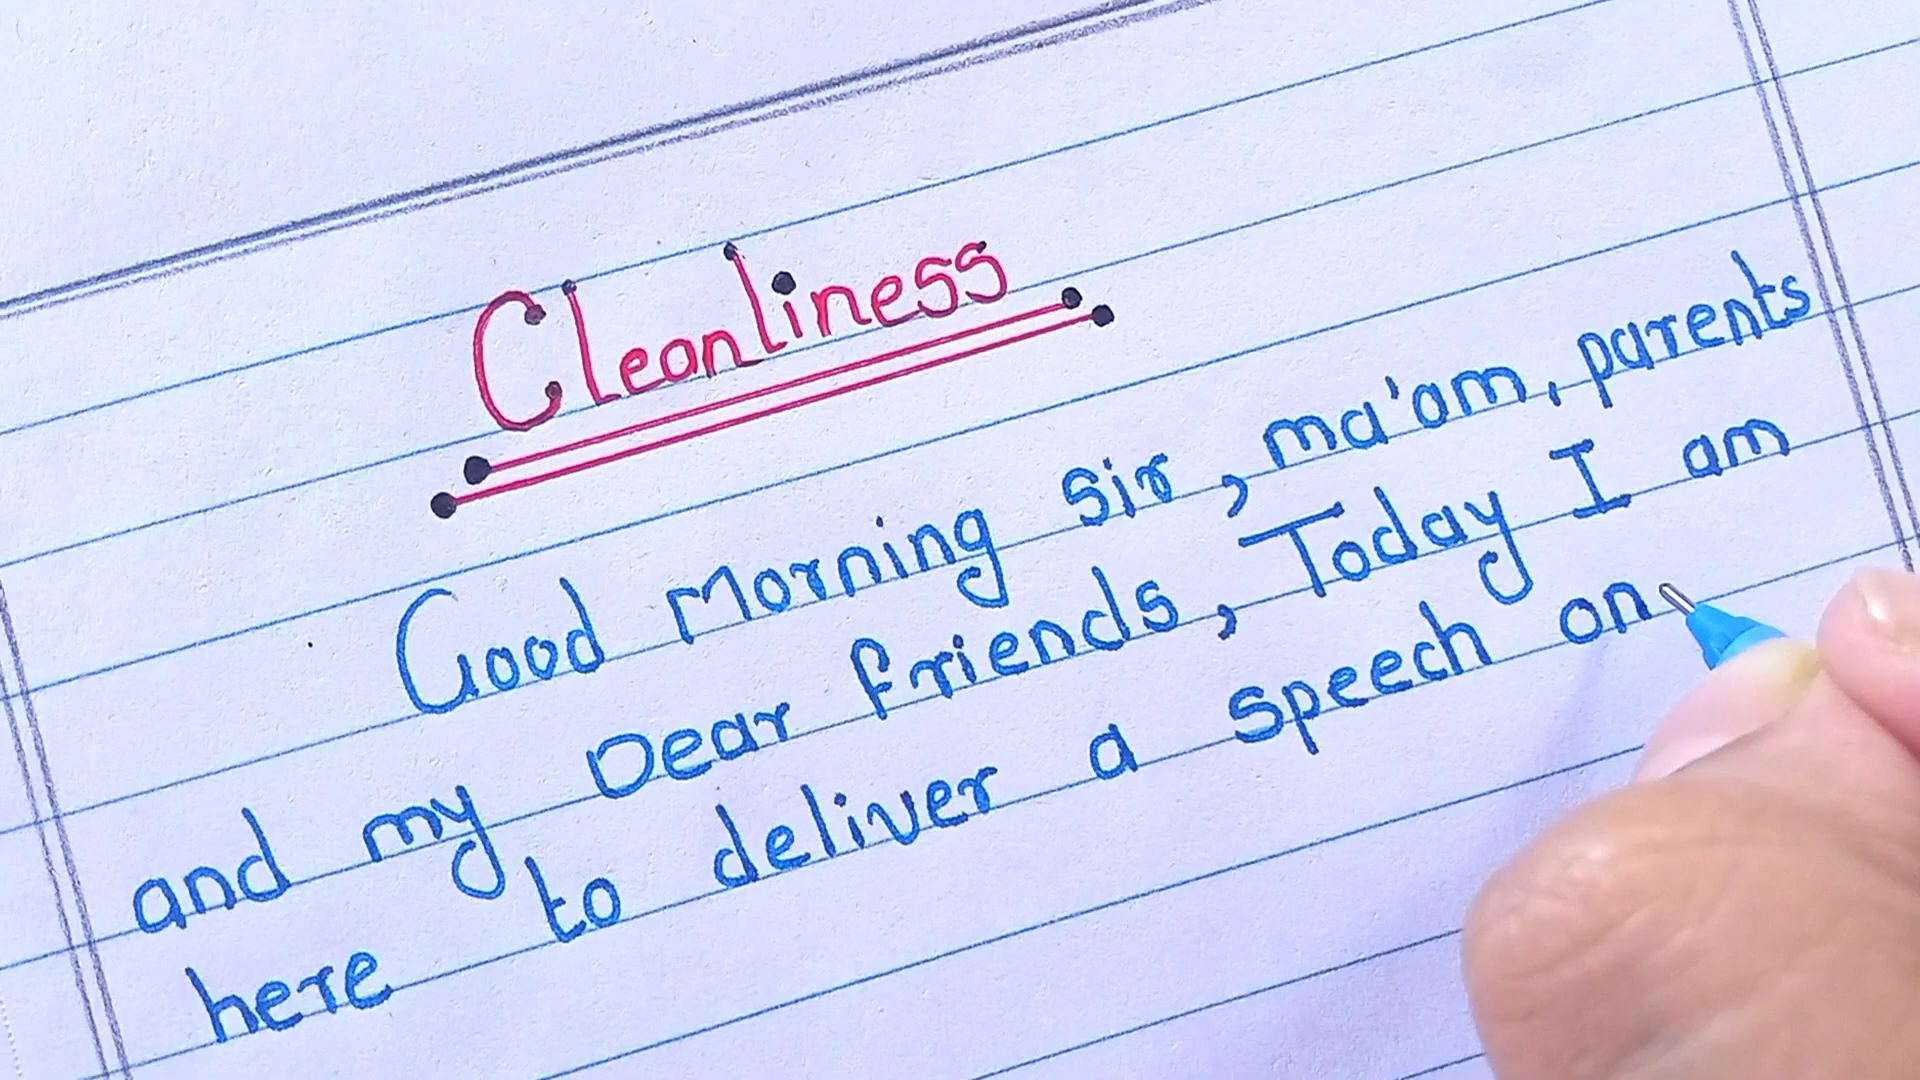 Cleanliness
Good Morning sir, ma'am, parents
and my Dear friends, Today I am
here to deliver a speech on